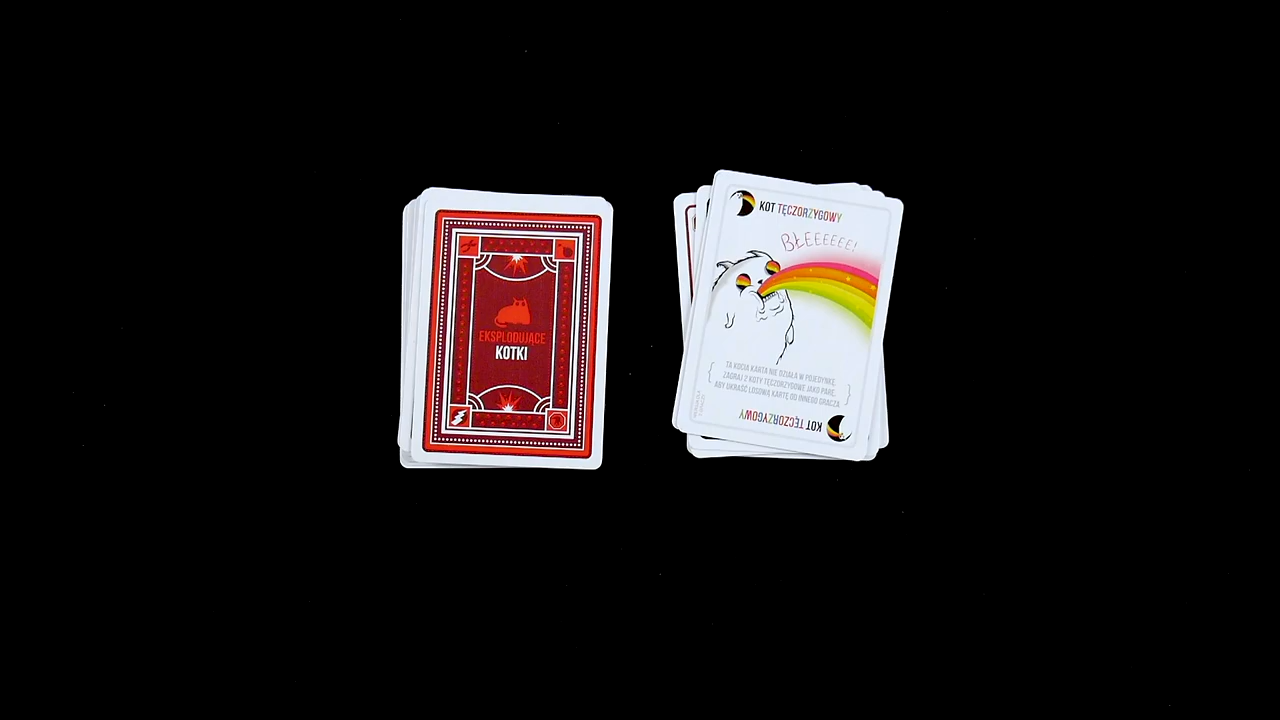 EKSPLODUJĄCE
KOTKI
KOT TĘCZORZYGOWY
BŁEEEEEE!
TA KOCIA KARTA NIE DZIAŁA W POJEDYNKĘ.
ZAGRAJ 2 KOTY TĘCZORZYGOWE JAKO PARĘ,
ABY UKRAŚĆ LOSOWĄ KARTĘ OD INNEGO GRACZA.
KOT TĘCZORZYGOWY